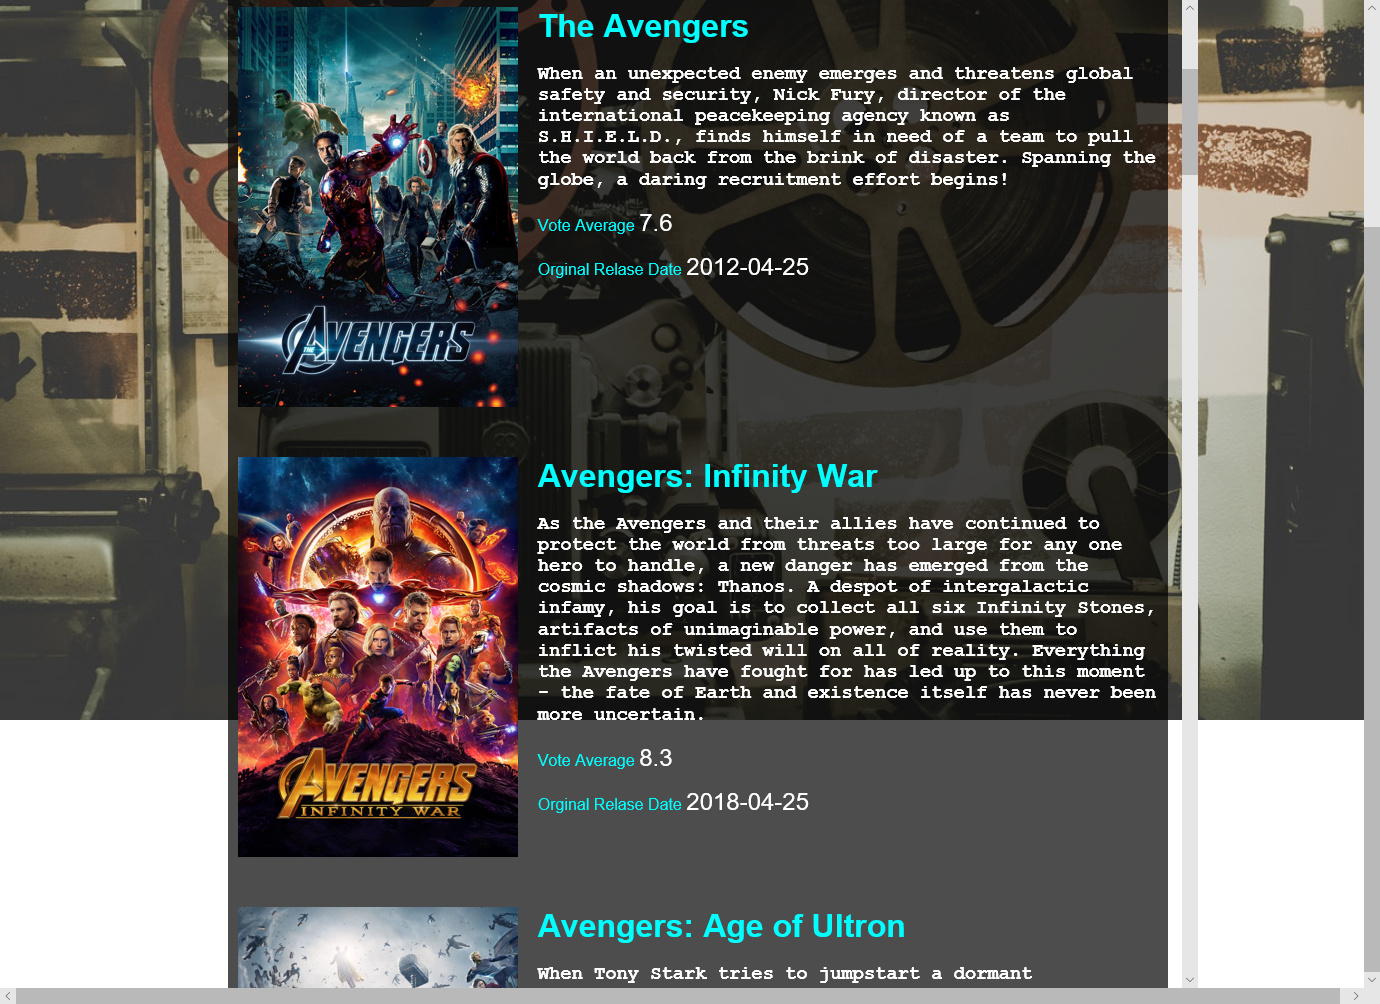 The Avengers
When an unexpected enemy emerges and threatens global
safety and security, Nick Fury, director of the
international peacekeeping agency known as
S.H.I.E.L.D., finds himself in need of a team to pull
the world back from the brink of disaster. Spanning the
globe, a daring recruitment effort begins!
Vote Average 7.6
Orginal Relase Date 2012-04-25
THE AVENGERS
Avengers: Infinity War
As the Avengers and their allies have continued to
protect the world from threats too large for any one
hero to handle, a new danger has emerged from the
cosmic shadows: Thanos. A despot of intergalactic
infamy, his goal is to collect all six Infinity Stones,
artifacts of unimaginable power, and use them to
inflict his twisted will on all of reality. Everything
the Avengers have fought for has led up to this moment
- the fate of Earth and existence itself has never been
more uncertain.
Vote Average 8.3
Orginal Relase Date 2018-04-25
AVENGERS
INFINITY WAR
Avengers: Age of Ultron
When Tony Stark tries to jumpstart a dormant